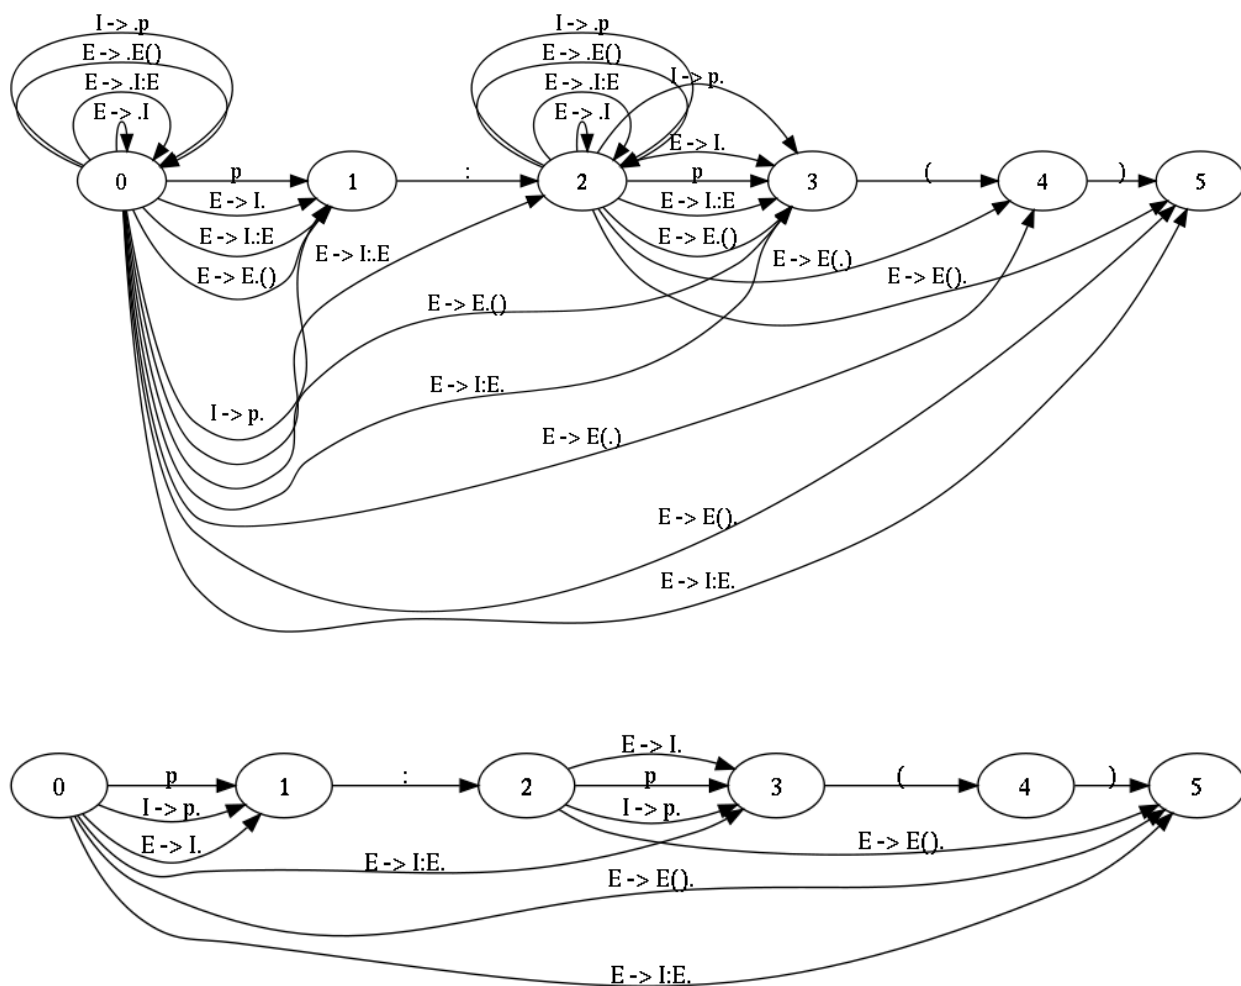 I -> .p I -> .p
E -> .E() E -> .E() I -> p.
E -> .I:E E -> .I:E
E -> .I E -> .I E -> I.
0 p 1 : 2 p 3 ( 4 ) 5
E -> I. E -> I.:E
E -> I.:E E -> I:.E E -> E.()
E -> E.() E -> E(.) E -> E().
E -> E.()
E -> I:E.
I -> p.
E -> E(.)
E -> E().
E -> I:E.
E -> I.
0 p 1 : 2 p 3 ( 4 ) 5
I -> p. I -> p.
E -> I. E -> E().
E -> I:E.
E -> E().
E -> I:E.